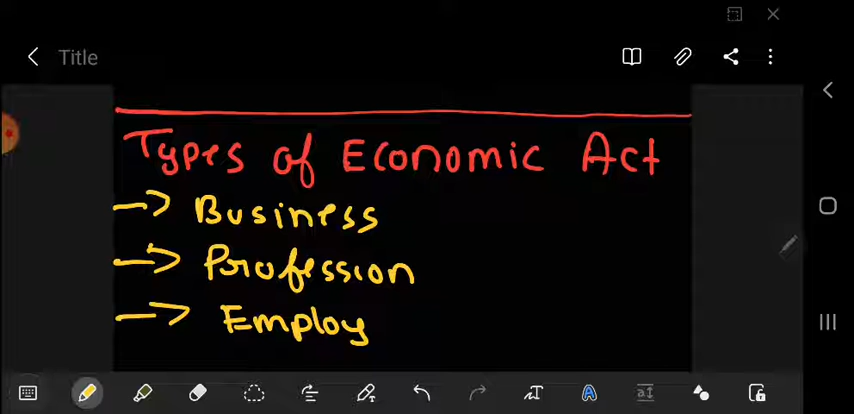 Title
Types of Economic Act
→ Business
→ Profession
→ Employ